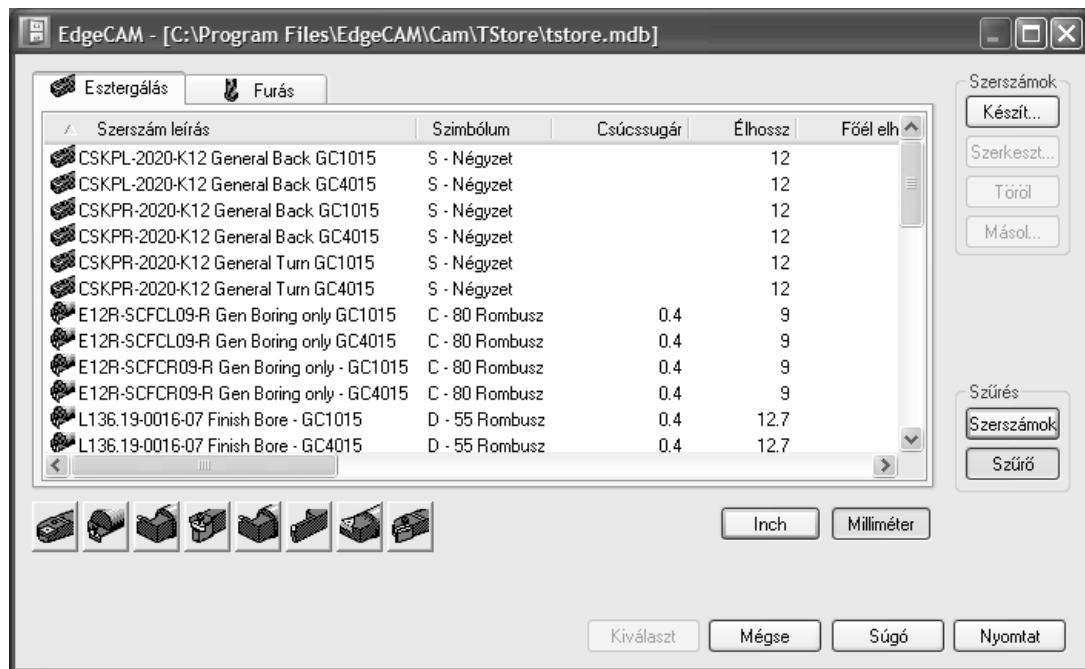 EdgeCAM - [C:\Program Files\EdgeCAM\Cam\TStore\tstore.mdb]
Esztergálás Furás
Szerszám leírás Szimbólum Csúcssugár Élhossz Főél elh
CSKPL-2020-K12 General Back GC1015 S - Négyzet 12
CSKPL-2020-K12 General Back GC4015 S - Négyzet 12
CSKPR-2020-K12 General Back GC1015 S - Négyzet 12
CSKPR-2020-K12 General Back GC4015 S - Négyzet 12
CSKPR-2020-K12 General Turn GC1015 S - Négyzet 12
CSKPR-2020-K12 General Turn GC4015 S - Négyzet 12
E12R-SCFCL09-R Gen Boring only GC1015 C - 80 Rombusz 0.4 9
E12R-SCFCL09-R Gen Boring only GC4015 C - 80 Rombusz 0.4 9
E12R-SCFCR09-R Gen Boring only - GC1015 C - 80 Rombusz 0.4 9
E12R-SCFCR09-R Gen Boring only - GC4015 C - 80 Rombusz 0.4 9
L136.19-0016-07 Finish Bore - GC1015 D - 55 Rombusz 0.4 12.7
L136.19-0016-07 Finish Bore - GC4015 D - 55 Rombusz 0.4 12.7
Szerszámok
Készít...
Szerkeszt...
Töröl
Másol...
Szűrés
Szerszámok
Szűrő
Inch Milliméter
Kiválaszt Mégse Súgó Nyomtat